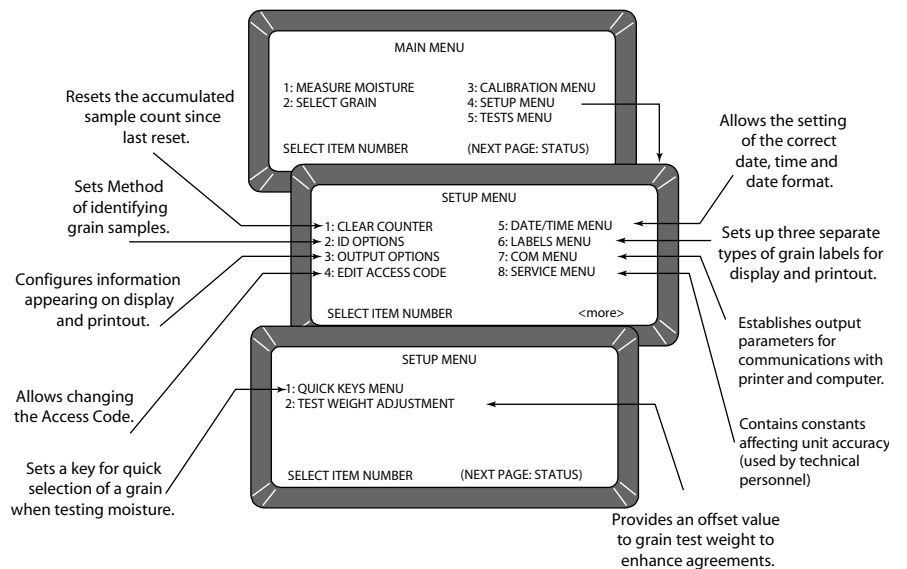 MAIN MENU
1: MEASURE MOISTURE
2: SELECT GRAIN
3: CALIBRATION MENU
4: SETUP MENU
5: TESTS MENU
SELECT ITEM NUMBER
(NEXT PAGE: STATUS)
Resets the accumulated
sample count since
last reset.
Sets Method
of identifying
grain samples.
Configures information
appearing on display
and printout.
Allows changing
the Access Code.
Sets a key for quick
selection of a grain
when testing moisture.
SETUP MENU
1: CLEAR COUNTER
2: ID OPTIONS
3: OUTPUT OPTIONS
4: EDIT ACCESS CODE
5: DATE/TIME MENU
6: LABELS MENU
7: COM MENU
8: SERVICE MENU
SELECT ITEM NUMBER
<more>
SETUP MENU
1: QUICK KEYS MENU
2: TEST WEIGHT ADJUSTMENT
SELECT ITEM NUMBER
(NEXT PAGE: STATUS)
Allows the setting
of the correct
date, time and
date format.
Sets up three separate
types of grain labels for
display and printout.
Establishes output
parameters for
communications with
printer and computer.
Contains constants
affecting unit accuracy
(used by technical
personnel)
Provides an offset value
to grain test weight to
enhance agreements.